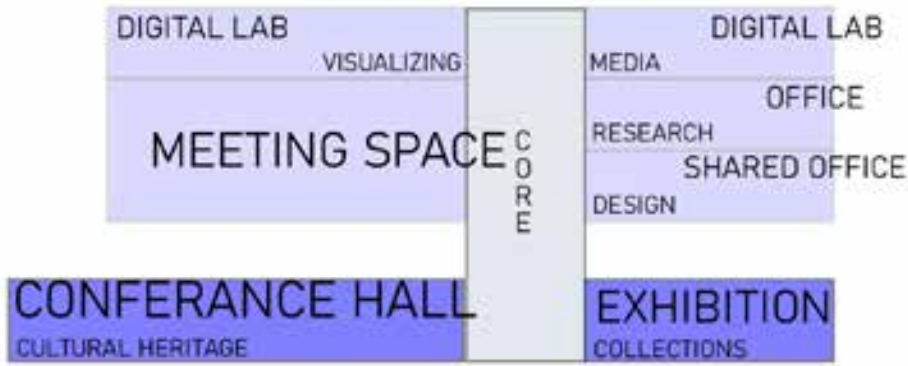 DIGITAL LAB
VISUALIZING
MEETING SPACE
CORE
DIGITAL LAB
MEDIA
OFFICE
RESEARCH
SHARED OFFICE
DESIGN
CONFERANCE HALL
CULTURAL HERITAGE
EXHIBITION
COLLECTIONS